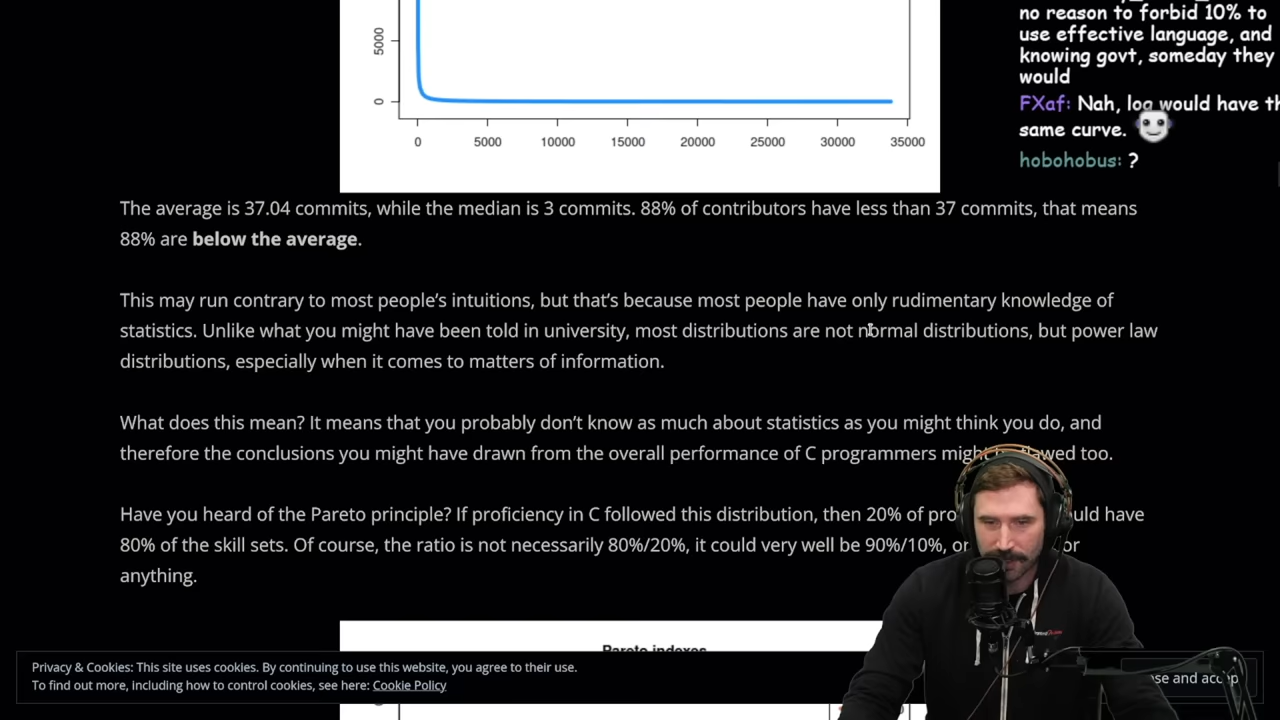 no reason to forbid 10% to
use effective language, and
knowing govt, someday they
would
FXaf: Nah, log would have th
same curve.
hobohobus: ?
5000
0
0 5000 10000 15000 20000 25000 30000 35000
The average is 37.04 commits, while the median is 3 commits. 88% of contributors have less than 37 commits, that means
88% are below the average.
This may run contrary to most people’s intuitions, but that’s because most people have only rudimentary knowledge of
statistics. Unlike what you might have been told in university, most distributions are not normal distributions, but power law
distributions, especially when it comes to matters of information.
What does this mean? It means that you probably don’t know as much about statistics as you might think you do, and
therefore the conclusions you might have drawn from the overall performance of C programmers might flawed too.
Have you heard of the Pareto principle? If proficiency in C followed this distribution, then 20% of pro uld have
80% of the skill sets. Of course, the ratio is not necessarily 80%/20%, it could very well be 90%/10%, or or
anything.
Pareto indexes
Privacy & Cookies: This site uses cookies. By continuing to use this website, you agree to their use.
To find out more, including how to control cookies, see here: Cookie Policy
se and accep